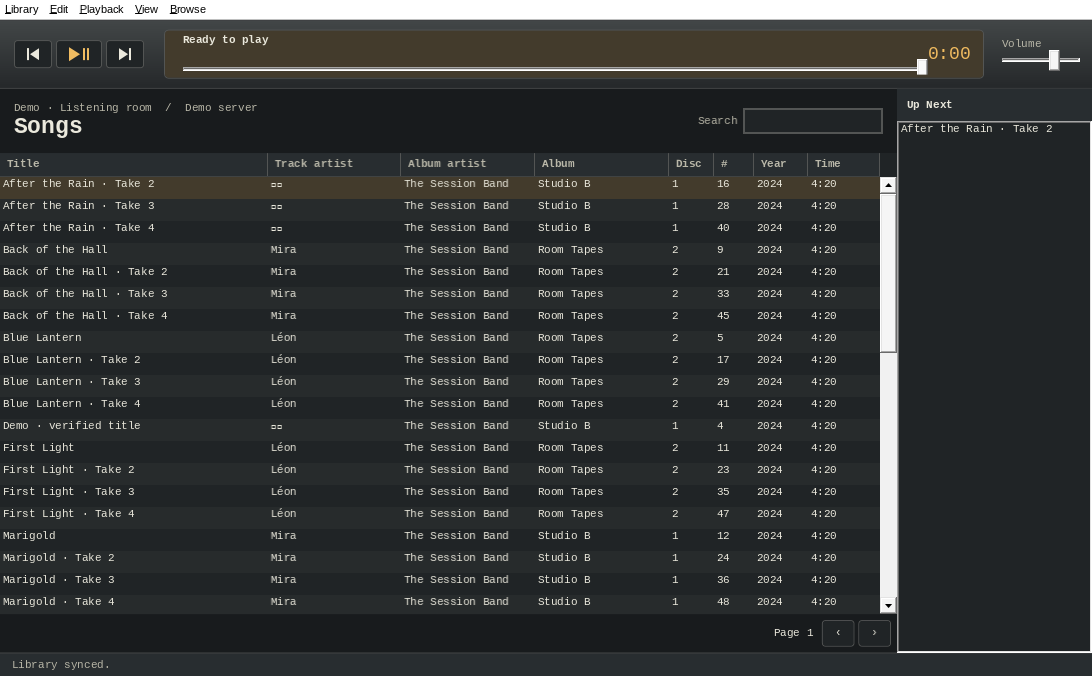 Library Edit Playback View Browse
Ready to play
0:00
Volume
Demo · Listening room / Demo server
Songs
Search
Up Next
After the Rain · Take 2
Title Track artist Album artist Album Disc # Year Time
After the Rain · Take 2 The Session Band Studio B 1 16 2024 4:20
After the Rain · Take 3 The Session Band Studio B 1 28 2024 4:20
After the Rain · Take 4 The Session Band Studio B 1 40 2024 4:20
Back of the Hall Mira The Session Band Room Tapes 2 9 2024 4:20
Back of the Hall · Take 2 Mira The Session Band Room Tapes 2 21 2024 4:20
Back of the Hall · Take 3 Mira The Session Band Room Tapes 2 33 2024 4:20
Back of the Hall · Take 4 Mira The Session Band Room Tapes 2 45 2024 4:20
Blue Lantern Léon The Session Band Room Tapes 2 5 2024 4:20
Blue Lantern · Take 2 Léon The Session Band Room Tapes 2 17 2024 4:20
Blue Lantern · Take 3 Léon The Session Band Room Tapes 2 29 2024 4:20
Blue Lantern · Take 4 Léon The Session Band Room Tapes 2 41 2024 4:20
Demo · verified title The Session Band Studio B 1 4 2024 4:20
First Light Léon The Session Band Room Tapes 2 11 2024 4:20
First Light · Take 2 Léon The Session Band Room Tapes 2 23 2024 4:20
First Light · Take 3 Léon The Session Band Room Tapes 2 35 2024 4:20
First Light · Take 4 Léon The Session Band Room Tapes 2 47 2024 4:20
Marigold Mira The Session Band Studio B 1 12 2024 4:20
Marigold · Take 2 Mira The Session Band Studio B 1 24 2024 4:20
Marigold · Take 3 Mira The Session Band Studio B 1 36 2024 4:20
Marigold · Take 4 Mira The Session Band Studio B 1 48 2024 4:20
Page 1 ‹ ›
Library synced.